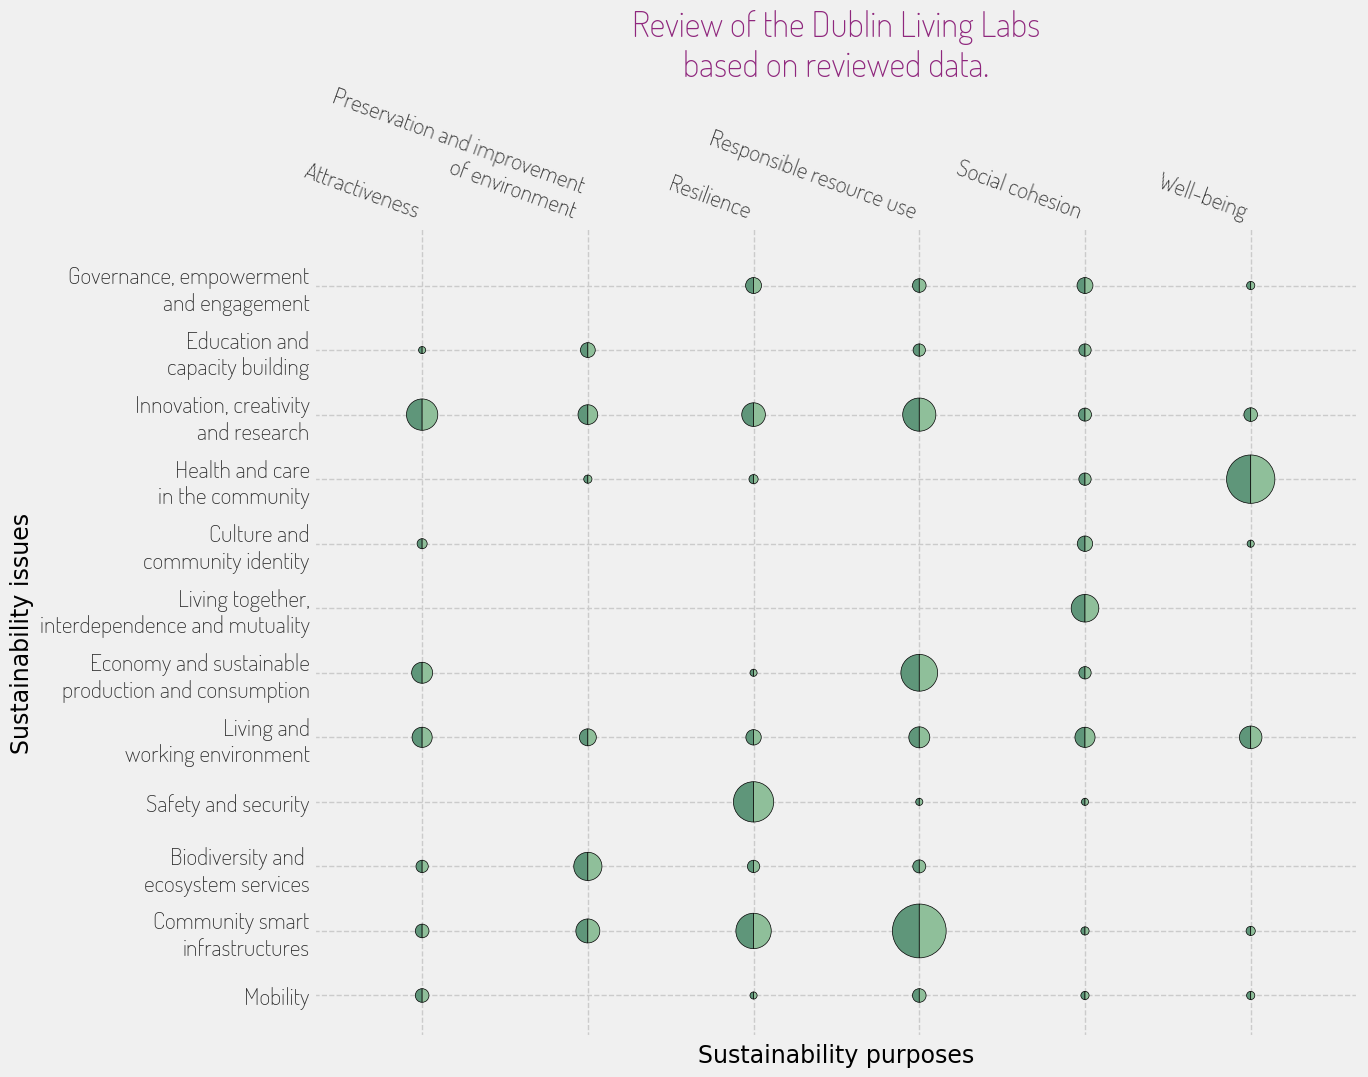 Review of the Dublin Living Labs
based on reviewed data.
Attractiveness
Preservation and improvement
of environment
Resilience
Responsible resource use
Social cohesion
Well-being
Sustainability issues
Governance, empowerment
and engagement
Education and
capacity building
Innovation, creativity
and research
Health and care
in the community
Culture and
community identity
Living together,
interdependence and mutuality
Economy and sustainable
production and consumption
Living and
working environment
Safety and security
Biodiversity and
ecosystem services
Community smart
infrastructures
Mobility
Sustainability purposes